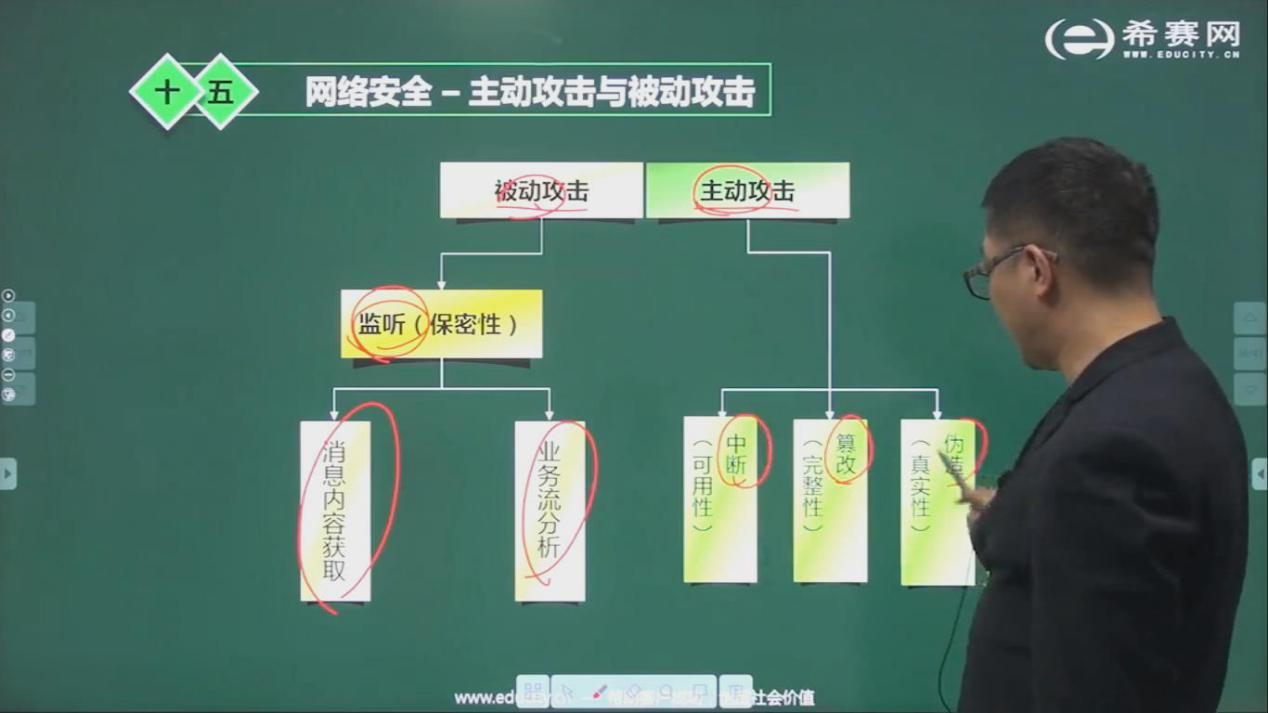 希赛网
WWW.EDUCITY.CN
十五
网络安全 – 主动攻击与被动攻击
被动攻击
主动攻击
监听（保密性）
消息内容获取
业务流分析
中断
（可用性）
篡改
（完整性）
伪造
（真实性）
www.edu
社会价值